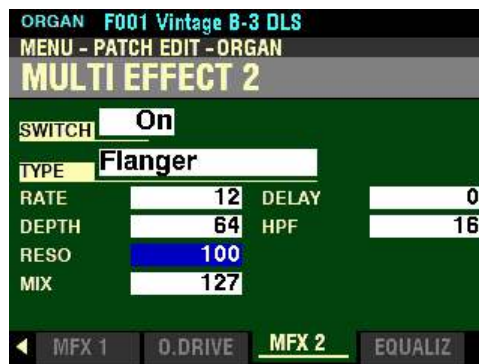 ORGAN F001 Vintage B-3 DLS
MENU - PATCH EDIT - ORGAN
MULTI EFFECT 2
SWITCH On
TYPE Flanger
RATE 12 DELAY 0
DEPTH 64 HPF 16
RESO 100
MIX 127
MFX 1 O.DRIVE MFX 2 EQUALIZ